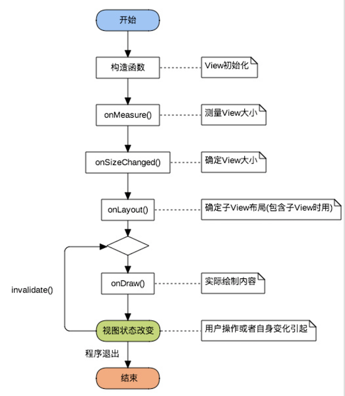 开始
构造函数
View初始化
onMeasure()
测量View大小
onSizeChanged()
确定View大小
onLayout()
确定子View布局(包含子View时用)
invalidate()
onDraw()
实际绘制内容
视图状态改变
用户操作或者自身变化引起
程序退出
结束